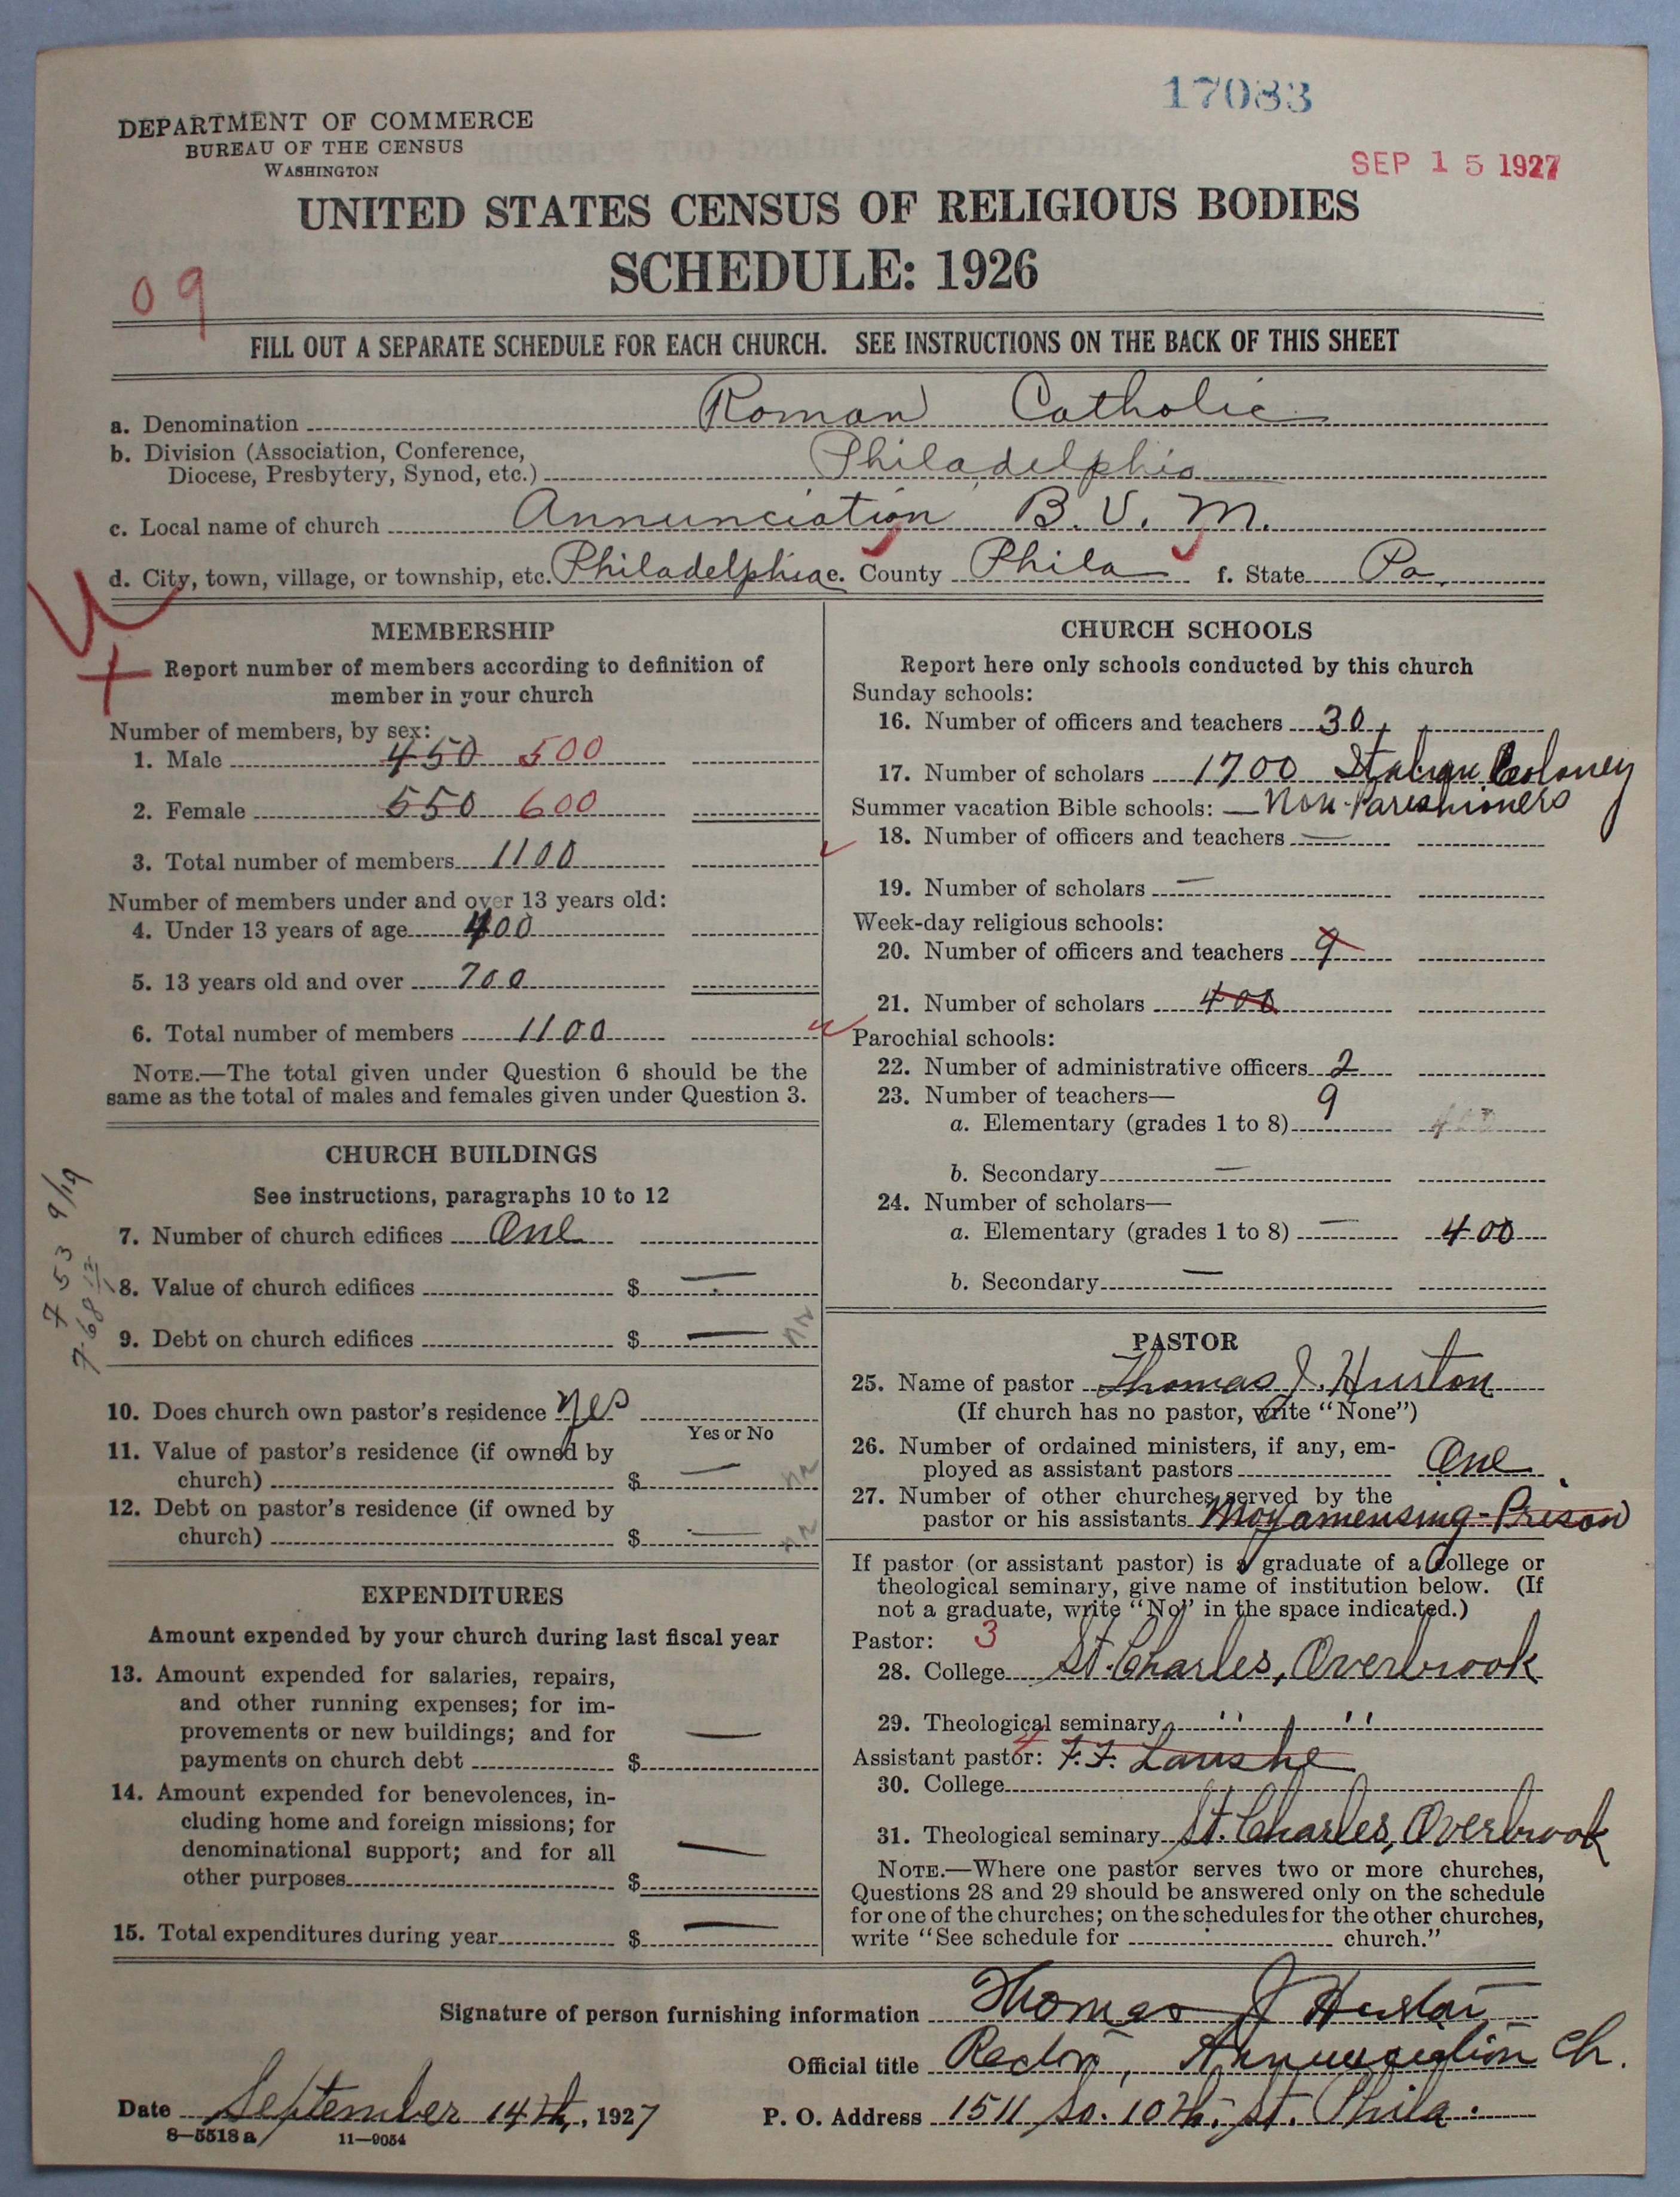 17083
DEPARTMENT OF COMMERCE
BUREAU OF THE CENSUS
WASHINGTON
SEP 15 1927
UNITED STATES CENSUS OF RELIGIOUS BODIES
SCHEDULE: 1926
09
FILL OUT A SEPARATE SCHEDULE FOR EACH CHURCH. SEE INSTRUCTIONS ON THE BACK OF THIS SHEET
a. Denomination Roman Catholic
b. Division (Association, Conference,
Diocese, Presbytery, Synod, etc.) Philadelphia
c. Local name of church Annunciation B. V. M.
d. City, town, village, or township, etc. Philadelphia e. County Phila f. State Pa.
MEMBERSHIP
Report number of members according to definition of
member in your church
Number of members, by sex:
1. Male 450 500
2. Female 550 600
3. Total number of members 1100
Number of members under and over 13 years old:
4. Under 13 years of age 400
5. 13 years old and over 700
6. Total number of members 1100
NOTE.—The total given under Question 6 should be the
same as the total of males and females given under Question 3.
CHURCH BUILDINGS
See instructions, paragraphs 10 to 12
7. Number of church edifices One
8. Value of church edifices $ —
9. Debt on church edifices $ — nr
7 53 9/19
7-68
10. Does church own pastor's residence yes
Yes or No
11. Value of pastor's residence (if owned by
church) $ — nr
12. Debt on pastor's residence (if owned by
church) $ — nr
EXPENDITURES
Amount expended by your church during last fiscal year
13. Amount expended for salaries, repairs,
and other running expenses; for im-
provements or new buildings; and for
payments on church debt $ —
14. Amount expended for benevolences, in-
cluding home and foreign missions; for
denominational support; and for all
other purposes $ —
15. Total expenditures during year $ —
CHURCH SCHOOLS
Report here only schools conducted by this church
Sunday schools:
16. Number of officers and teachers 30
17. Number of scholars 1700 Italian Coloney
Summer vacation Bible schools: — Non-Parishioners
18. Number of officers and teachers —
19. Number of scholars —
Week-day religious schools:
20. Number of officers and teachers 9
21. Number of scholars 400
Parochial schools:
22. Number of administrative officers 2
23. Number of teachers—
a. Elementary (grades 1 to 8) 9 400
b. Secondary —
24. Number of scholars—
a. Elementary (grades 1 to 8) — 400
b. Secondary —
PASTOR
25. Name of pastor Thomas J. Hurton
(If church has no pastor, write "None")
26. Number of ordained ministers, if any, em-
ployed as assistant pastors One
27. Number of other churches served by the
pastor or his assistants Moyamensing-Prison
If pastor (or assistant pastor) is a graduate of a college or
theological seminary, give name of institution below. (If
not a graduate, write "No" in the space indicated.)
Pastor: 3
28. College St. Charles, Overbrook
29. Theological seminary " "
4
Assistant pastor: F. F.
30. College
31. Theological seminary St. Charles, Overbrook
NOTE.—Where one pastor serves two or more churches,
Questions 28 and 29 should be answered only on the schedule
for one of the churches; on the schedules for the other churches,
write "See schedule for church."
Signature of person furnishing information Thomas J Hurton
Official title Rector, Annunciation Ch.
Date September 14th, 1927 P. O. Address 1511 So. 10th. St. Phila.
8—5518a 11—9054